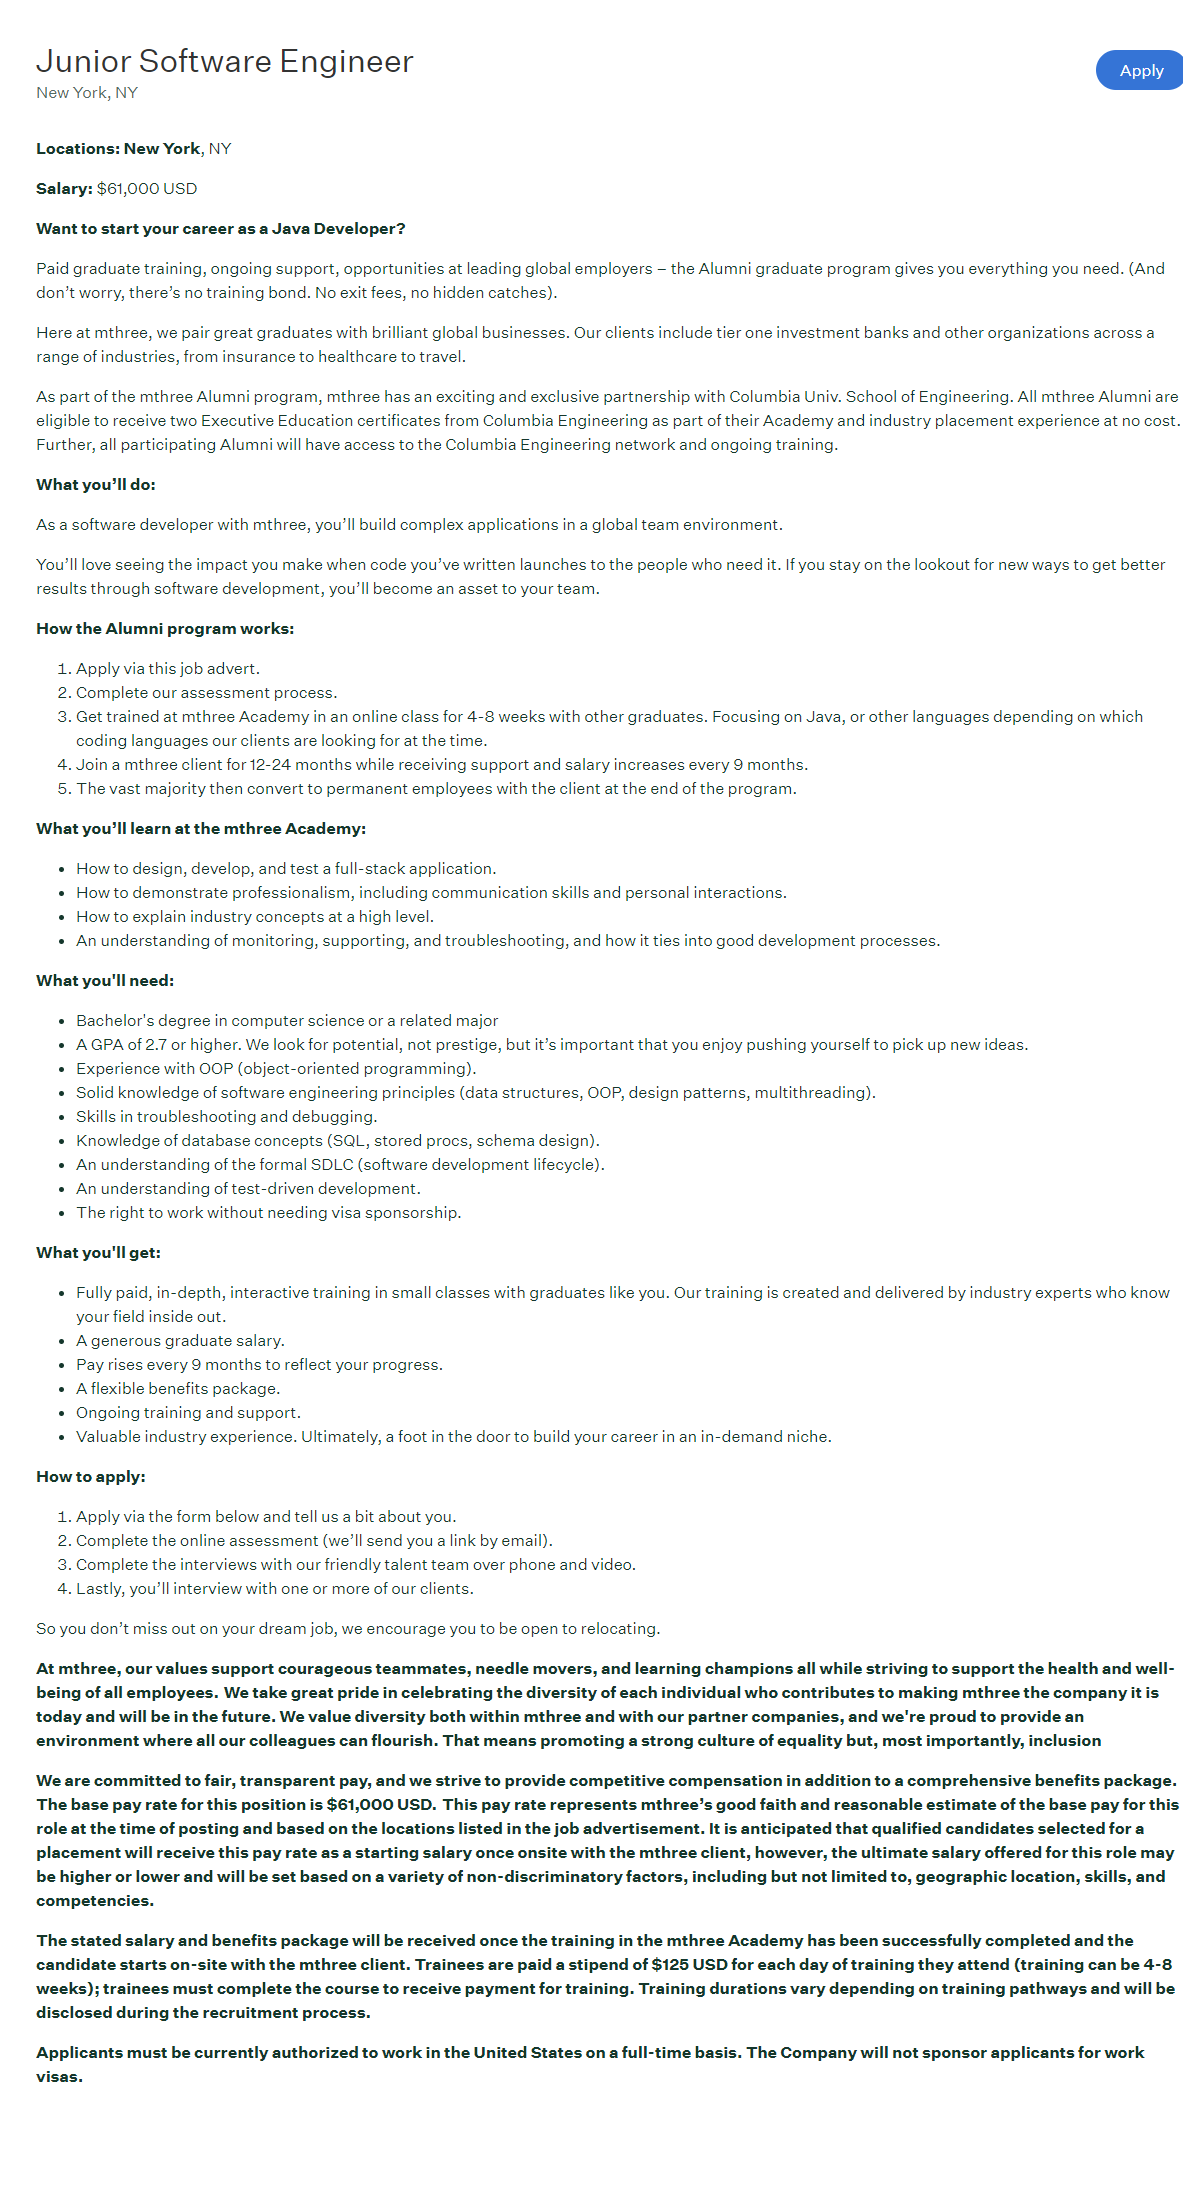 Junior Software Engineer
Apply
New York, NY
Locations: New York, NY
Salary: $61,000 USD
Want to start your career as a Java Developer?
Paid graduate training, ongoing support, opportunities at leading global employers – the Alumni graduate program gives you everything you need. (And
don’t worry, there’s no training bond. No exit fees, no hidden catches).
Here at mthree, we pair great graduates with brilliant global businesses. Our clients include tier one investment banks and other organizations across a
range of industries, from insurance to healthcare to travel.
As part of the mthree Alumni program, mthree has an exciting and exclusive partnership with Columbia Univ. School of Engineering. All mthree Alumni are
eligible to receive two Executive Education certificates from Columbia Engineering as part of their Academy and industry placement experience at no cost.
Further, all participating Alumni will have access to the Columbia Engineering network and ongoing training.
What you’ll do:
As a software developer with mthree, you’ll build complex applications in a global team environment.
You’ll love seeing the impact you make when code you’ve written launches to the people who need it. If you stay on the lookout for new ways to get better
results through software development, you’ll become an asset to your team.
How the Alumni program works:
1. Apply via this job advert.
2. Complete our assessment process.
3. Get trained at mthree Academy in an online class for 4-8 weeks with other graduates. Focusing on Java, or other languages depending on which
coding languages our clients are looking for at the time.
4. Join a mthree client for 12-24 months while receiving support and salary increases every 9 months.
5. The vast majority then convert to permanent employees with the client at the end of the program.
What you’ll learn at the mthree Academy:
• How to design, develop, and test a full-stack application.
• How to demonstrate professionalism, including communication skills and personal interactions.
• How to explain industry concepts at a high level.
• An understanding of monitoring, supporting, and troubleshooting, and how it ties into good development processes.
What you'll need:
• Bachelor's degree in computer science or a related major
• A GPA of 2.7 or higher. We look for potential, not prestige, but it’s important that you enjoy pushing yourself to pick up new ideas.
• Experience with OOP (object-oriented programming).
• Solid knowledge of software engineering principles (data structures, OOP, design patterns, multithreading).
• Skills in troubleshooting and debugging.
• Knowledge of database concepts (SQL, stored procs, schema design).
• An understanding of the formal SDLC (software development lifecycle).
• An understanding of test-driven development.
• The right to work without needing visa sponsorship.
What you'll get:
• Fully paid, in-depth, interactive training in small classes with graduates like you. Our training is created and delivered by industry experts who know
your field inside out.
• A generous graduate salary.
• Pay rises every 9 months to reflect your progress.
• A flexible benefits package.
• Ongoing training and support.
• Valuable industry experience. Ultimately, a foot in the door to build your career in an in-demand niche.
How to apply:
1. Apply via the form below and tell us a bit about you.
2. Complete the online assessment (we’ll send you a link by email).
3. Complete the interviews with our friendly talent team over phone and video.
4. Lastly, you’ll interview with one or more of our clients.
So you don’t miss out on your dream job, we encourage you to be open to relocating.
At mthree, our values support courageous teammates, needle movers, and learning champions all while striving to support the health and well-
being of all employees. We take great pride in celebrating the diversity of each individual who contributes to making mthree the company it is
today and will be in the future. We value diversity both within mthree and with our partner companies, and we're proud to provide an
environment where all our colleagues can flourish. That means promoting a strong culture of equality but, most importantly, inclusion
We are committed to fair, transparent pay, and we strive to provide competitive compensation in addition to a comprehensive benefits package.
The base pay rate for this position is $61,000 USD. This pay rate represents mthree’s good faith and reasonable estimate of the base pay for this
role at the time of posting and based on the locations listed in the job advertisement. It is anticipated that qualified candidates selected for a
placement will receive this pay rate as a starting salary once onsite with the mthree client, however, the ultimate salary offered for this role may
be higher or lower and will be set based on a variety of non-discriminatory factors, including but not limited to, geographic location, skills, and
competencies.
The stated salary and benefits package will be received once the training in the mthree Academy has been successfully completed and the
candidate starts on-site with the mthree client. Trainees are paid a stipend of $125 USD for each day of training they attend (training can be 4-8
weeks); trainees must complete the course to receive payment for training. Training durations vary depending on training pathways and will be
disclosed during the recruitment process.
Applicants must be currently authorized to work in the United States on a full-time basis. The Company will not sponsor applicants for work
visas.